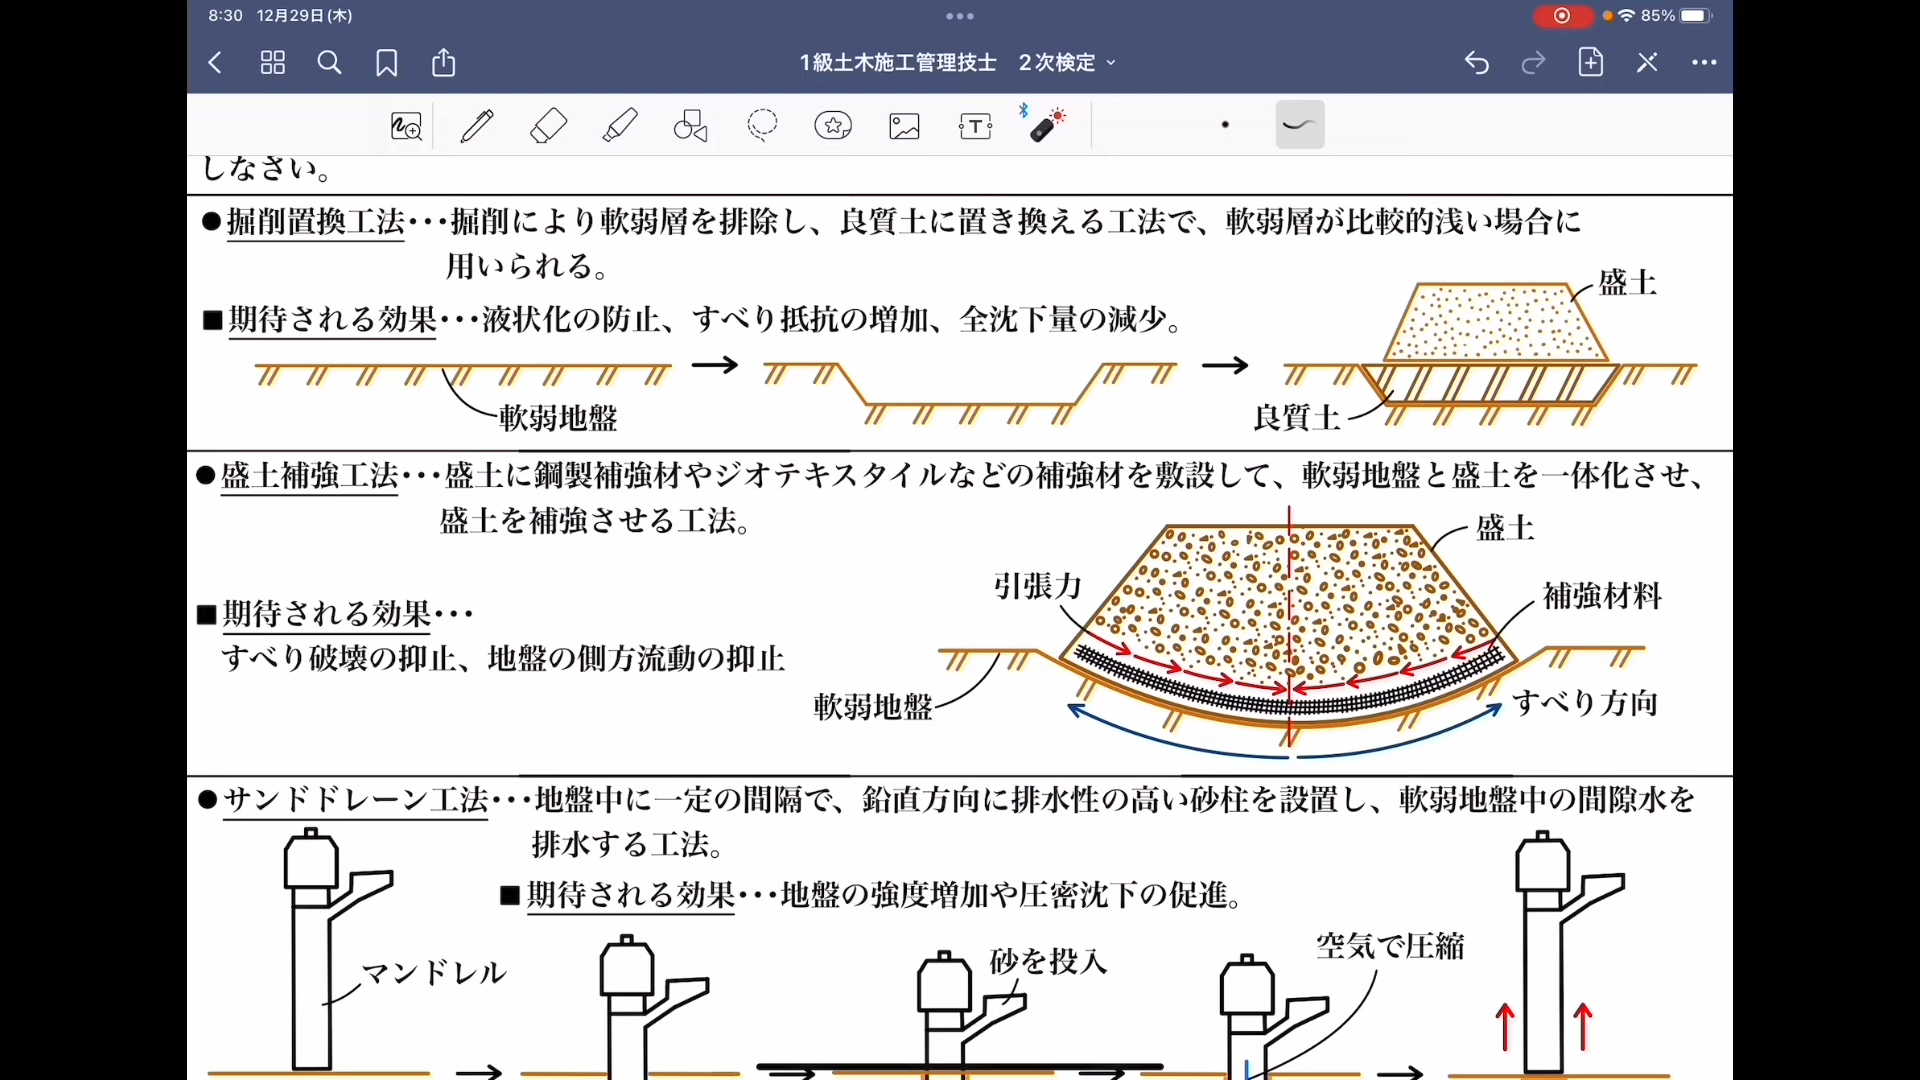 8:30 12月29日(木)
85%
1級土木施工管理技士 2次検定
しなさい。
●掘削置換工法･･･掘削により軟弱層を排除し、良質土に置き換える工法で、軟弱層が比較的浅い場合に
用いられる。
盛土
■期待される効果･･･液状化の防止、すべり抵抗の増加、全沈下量の減少。
軟弱地盤
良質土
●盛土補強工法･･･盛土に鋼製補強材やジオテキスタイルなどの補強材を敷設して、軟弱地盤と盛土を一体化させ、
盛土を補強させる工法。
盛土
引張力
補強材料
■期待される効果･･･
すべり破壊の抑止、地盤の側方流動の抑止
軟弱地盤
すべり方向
●サンドドレーン工法･･･地盤中に一定の間隔で、鉛直方向に排水性の高い砂柱を設置し、軟弱地盤中の間隙水を
排水する工法。
■期待される効果･･･地盤の強度増加や圧密沈下の促進。
空気で圧縮
砂を投入
マンドレル